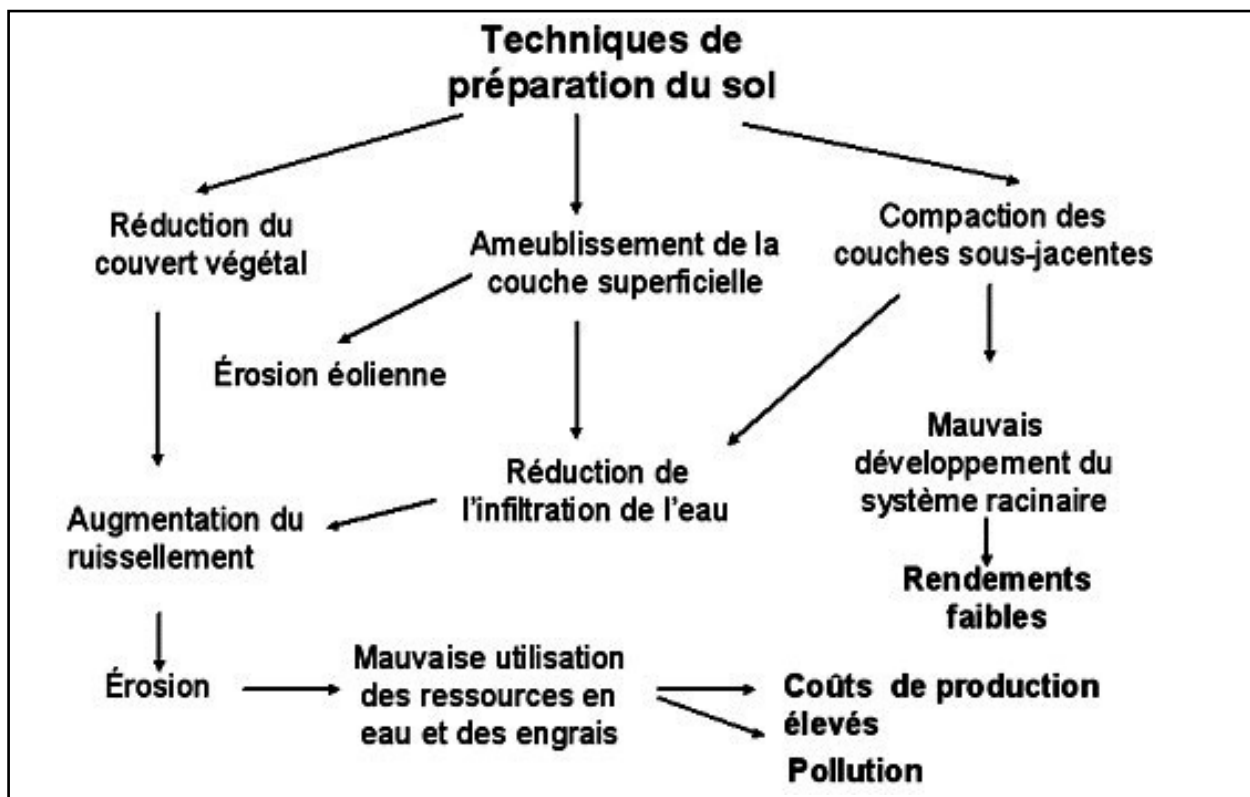 Techniques de
préparation du sol
Réduction du
couvert végétal
Ameublissement de la
couche superficielle
Compaction des
couches sous-jacentes
Érosion éolienne
Réduction de
l'infiltration de l'eau
Mauvais
développement du
système racinaire
Augmentation du
ruissellement
Rendements
faibles
Érosion
Mauvaise utilisation
des ressources en
eau et des engrais
Coûts de production
élevés
Pollution